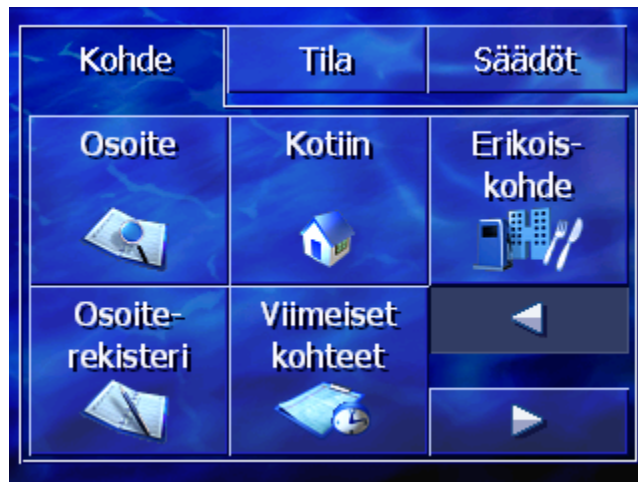 Kohde
Tila
Säädöt
Osoite
Kotiin
Erikois-
kohde
Osoite-
rekisteri
Viimeiset
kohteet